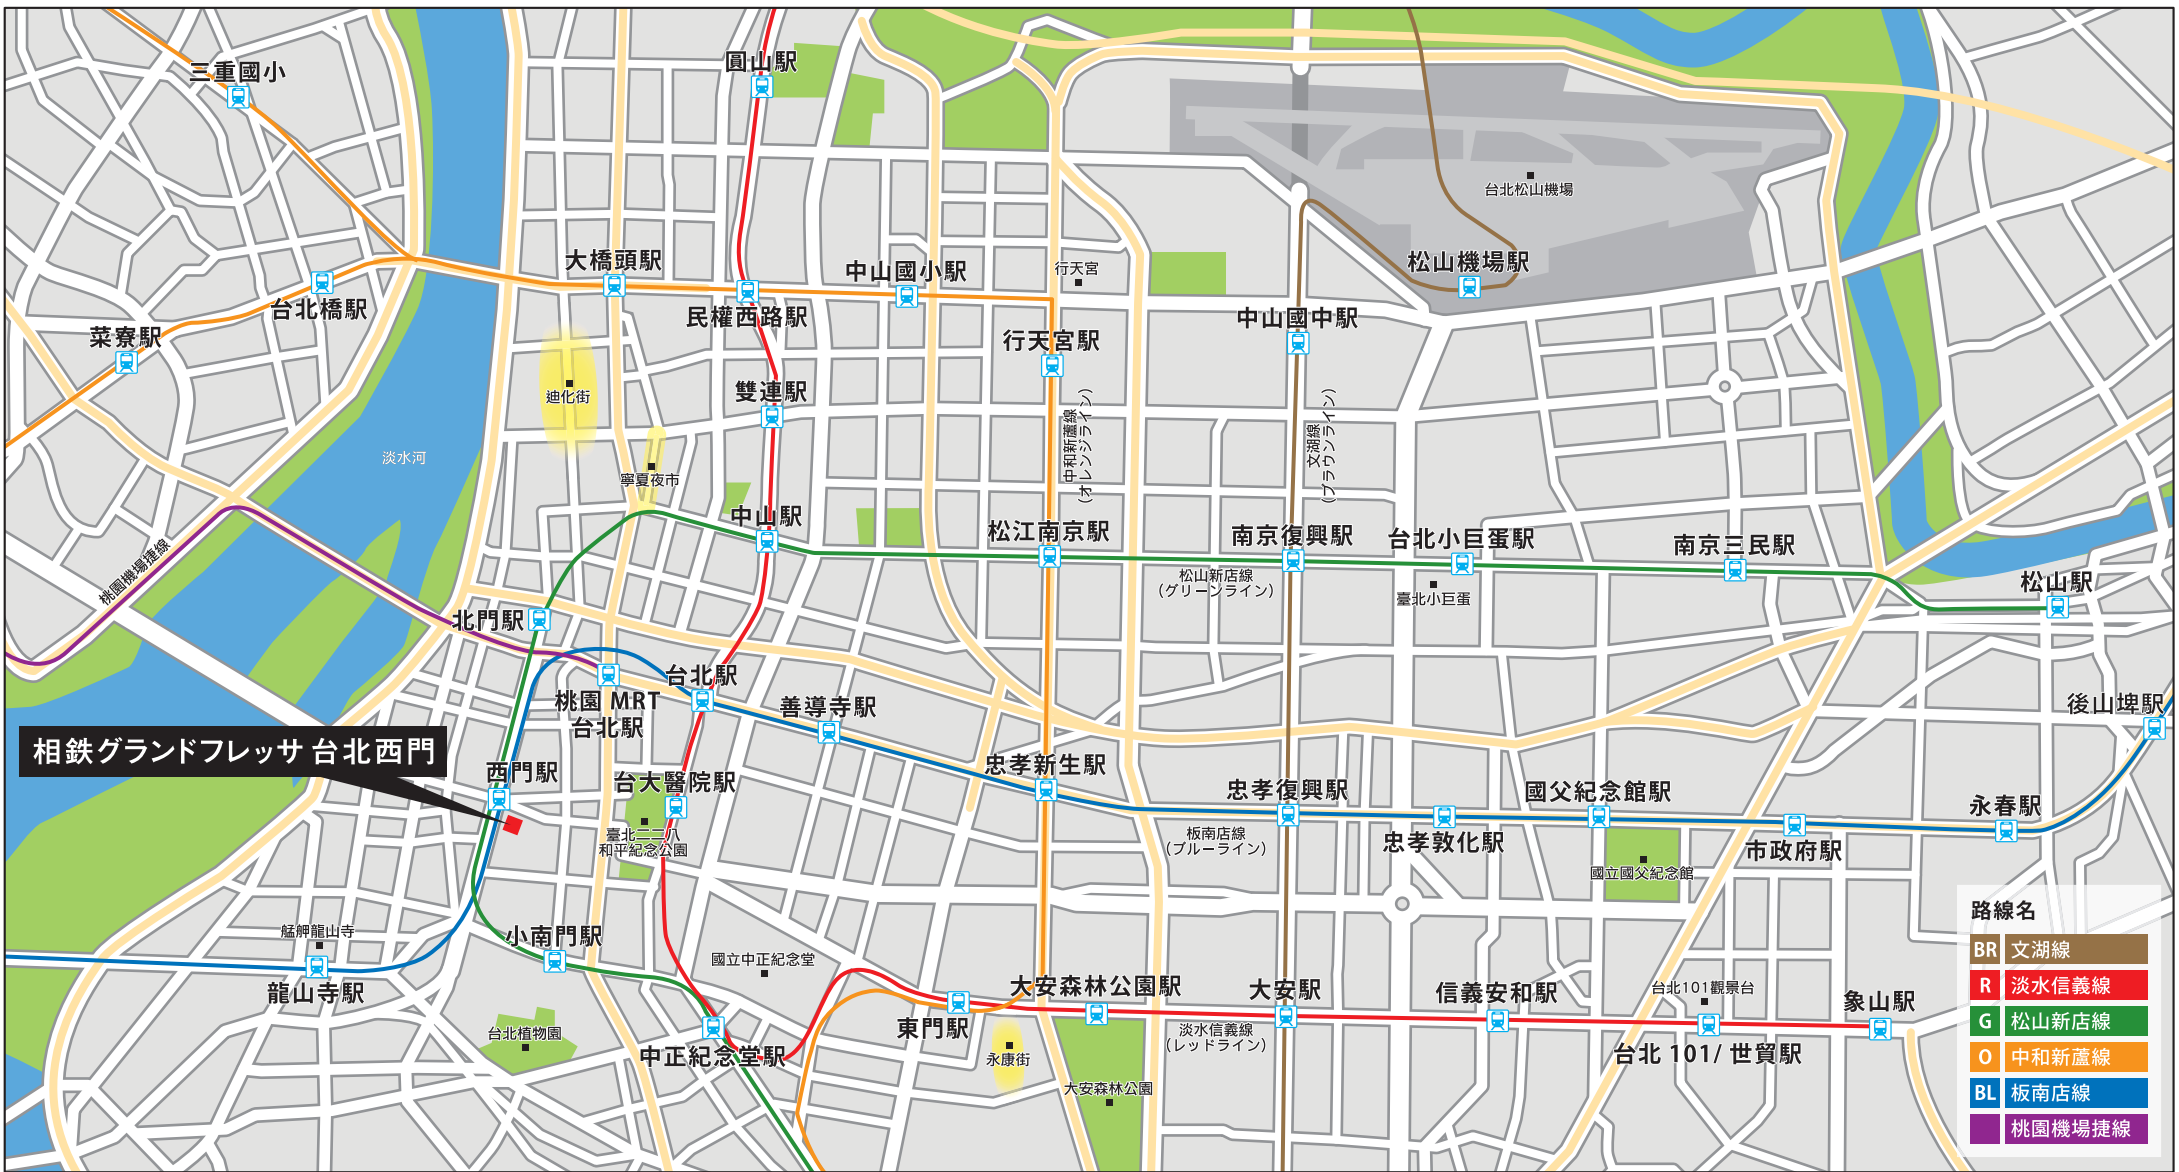 三重國小
圓山駅
台北松山機場
大橋頭駅
中山國小駅
行天宮
松山機場駅
台北橋駅
民權西路駅
中山國中駅
菜寮駅
行天宮駅
迪化街
雙連駅
中和新蘆線
(オレンジライン)
文湖線
(ブラウンライン)
淡水河
寧夏夜市
中山駅
松江南京駅
南京復興駅
台北小巨蛋駅
南京三民駅
桃園機場捷線
松山新店線
(グリーンライン)
臺北小巨蛋
松山駅
北門駅
台北駅
桃園 MRT
台北駅
善導寺駅
後山埤駅
相鉄グランドフレッサ 台北西門
西門駅
台大醫院駅
忠孝新生駅
忠孝復興駅
國父紀念館駅
永春駅
臺北二二八
和平紀念公園
板南店線
(ブルーライン)
忠孝敦化駅
市政府駅
國立國父紀念館
艋舺龍山寺
小南門駅
國立中正紀念堂
龍山寺駅
大安森林公園駅
大安駅
信義安和駅
台北101觀景台
象山駅
台北植物園
東門駅
淡水信義線
(レッドライン)
中正紀念堂駅
永康街
台北 101/ 世貿駅
大安森林公園
路線名
BR 文湖線
R 淡水信義線
G 松山新店線
O 中和新蘆線
BL 板南店線
桃園機場捷線